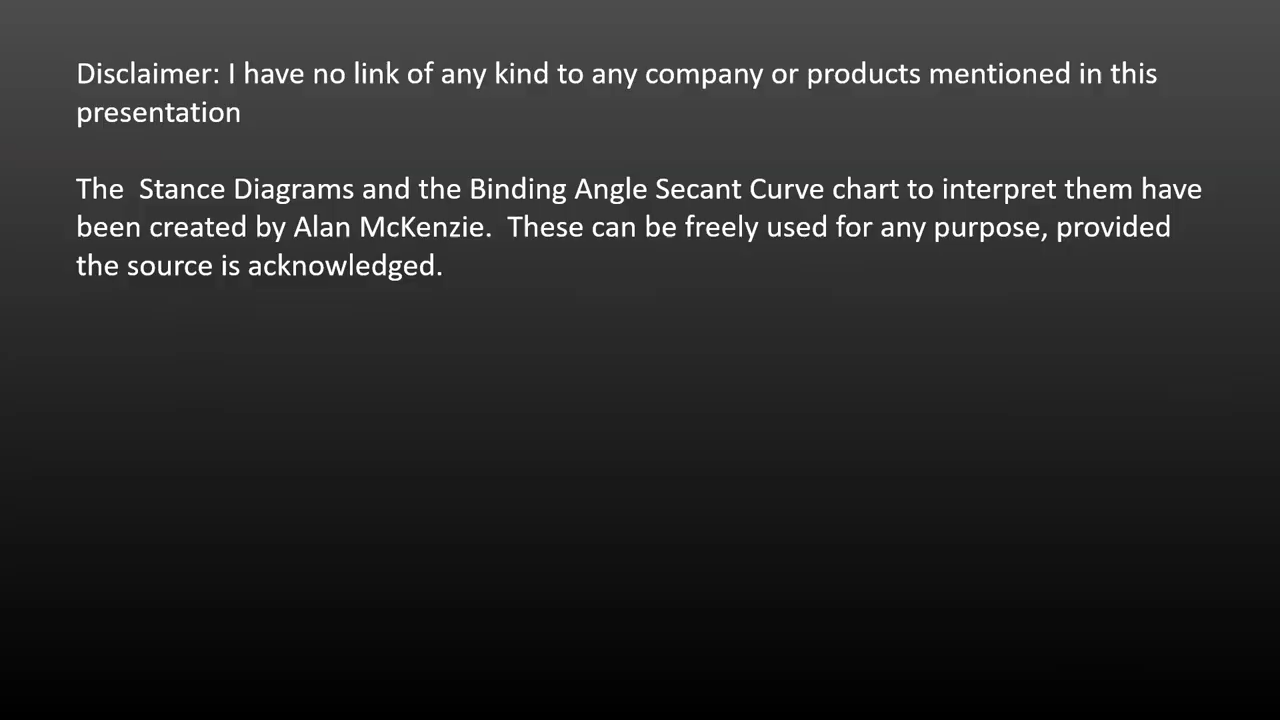 Disclaimer: I have no link of any kind to any company or products mentioned in this
presentation
The  Stance Diagrams and the Binding Angle Secant Curve chart to interpret them have
been created by Alan McKenzie.  These can be freely used for any purpose, provided
the source is acknowledged.